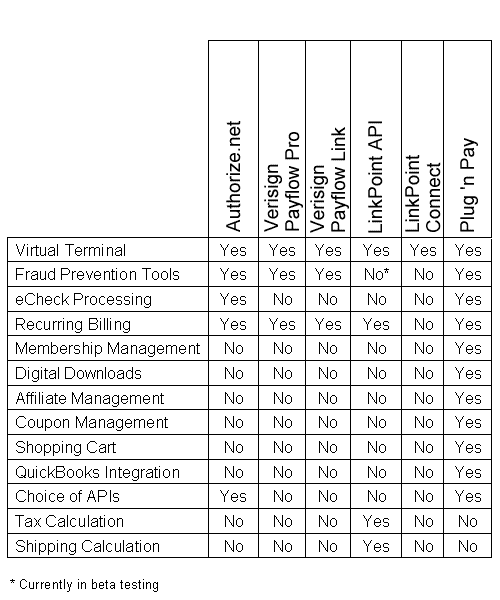 Authorize.net Verisign Payflow Pro Verisign Payflow Link LinkPoint API LinkPoint Connect Plug 'n Pay
Virtual Terminal Yes Yes Yes Yes Yes Yes
Fraud Prevention Tools Yes Yes Yes No* No Yes
eCheck Processing Yes No No No No Yes
Recurring Billing Yes Yes Yes Yes No Yes
Membership Management No No No No No Yes
Digital Downloads No No No No No Yes
Affiliate Management No No No No No Yes
Coupon Management No No No No No Yes
Shopping Cart No No No No No Yes
QuickBooks Integration No No No No No Yes
Choice of APIs Yes No No No No Yes
Tax Calculation No No No Yes No No
Shipping Calculation No No No Yes No No
* Currently in beta testing